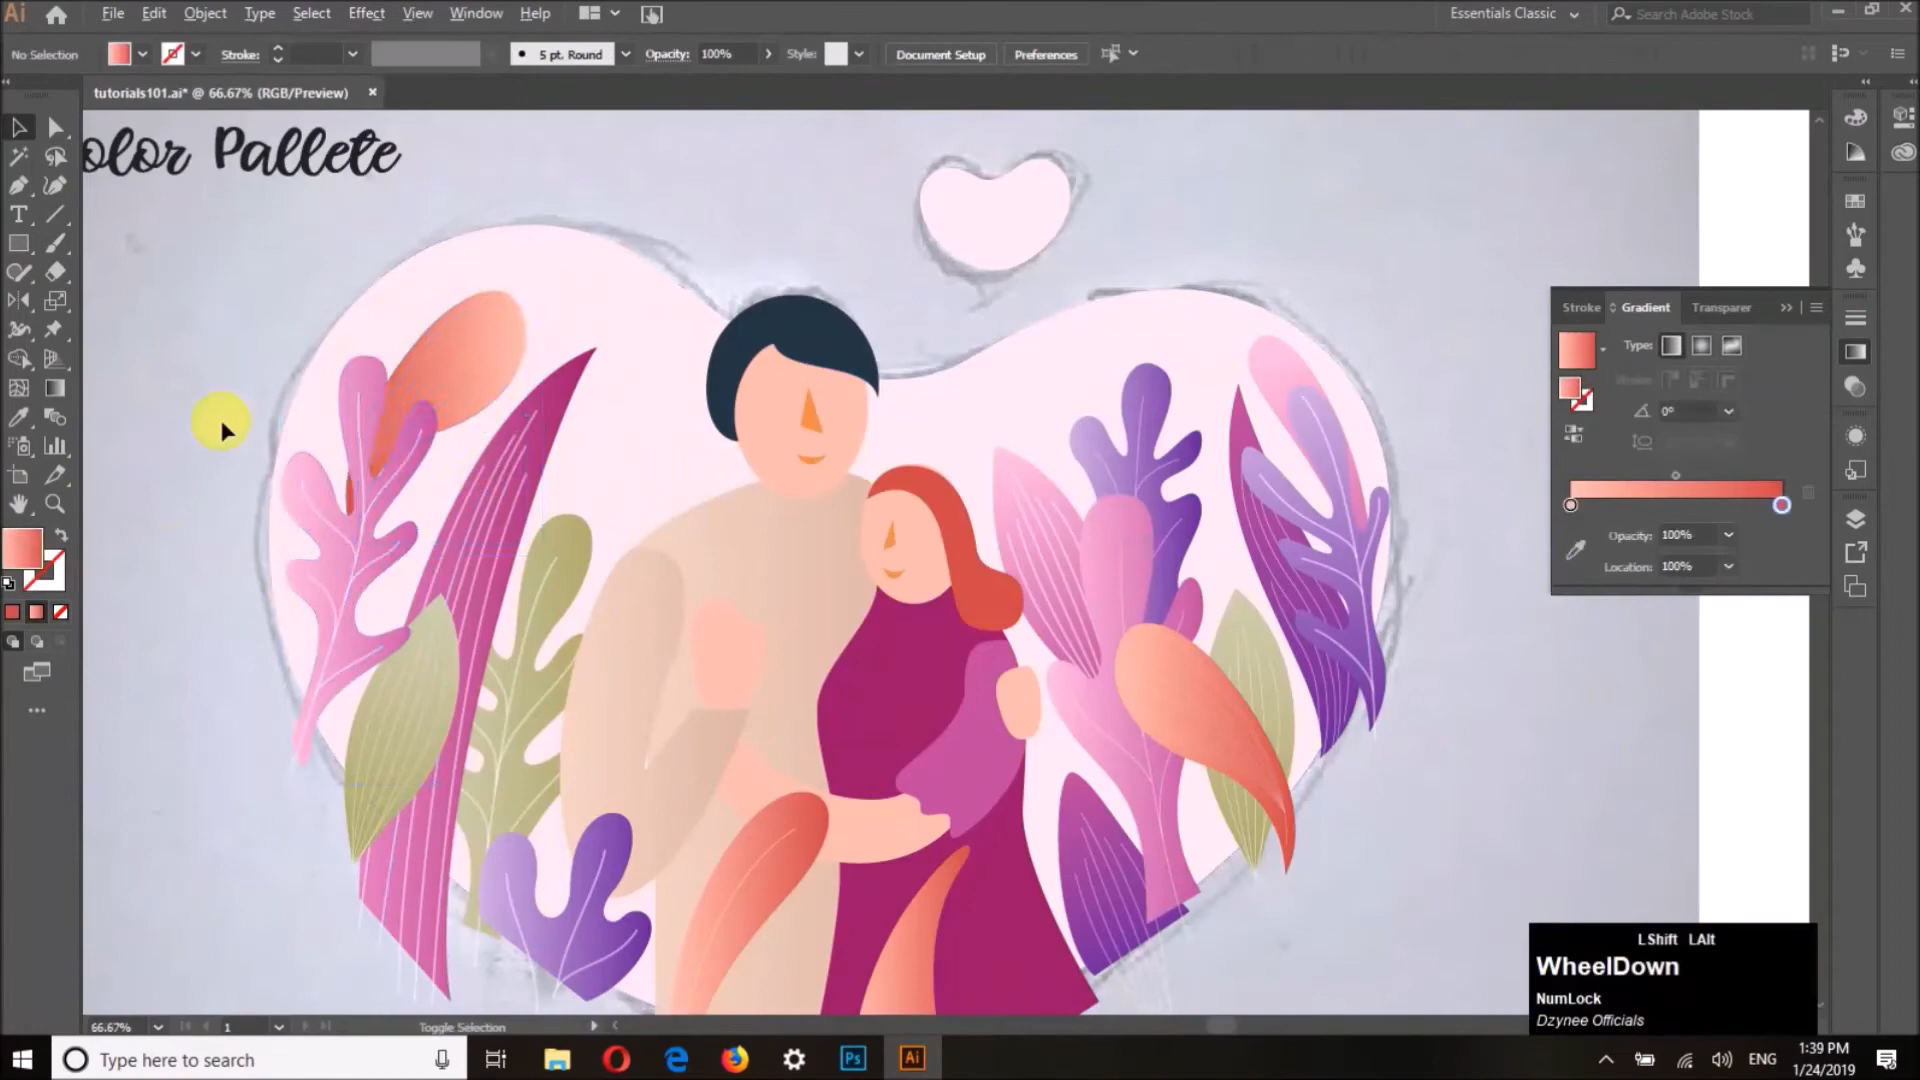 Ai File Edit Object Type Select Effect View Window Help Essentials Classic Search Adobe Stock
No Selection Stroke: 5 pt. Round Opacity: 100% Style: Document Setup Preferences
tutorials101.ai* @ 66.67% (RGB/Preview)
olor Pallete
Stroke Gradient Transparer
Type:
0°
Opacity: 100%
Location: 100%
LShift LAlt
WheelDown
NumLock
Dzynee Officials
66.67% 1 Toggle Selection
Type here to search
Ps Ai
ENG
1:39 PM
1/24/2019